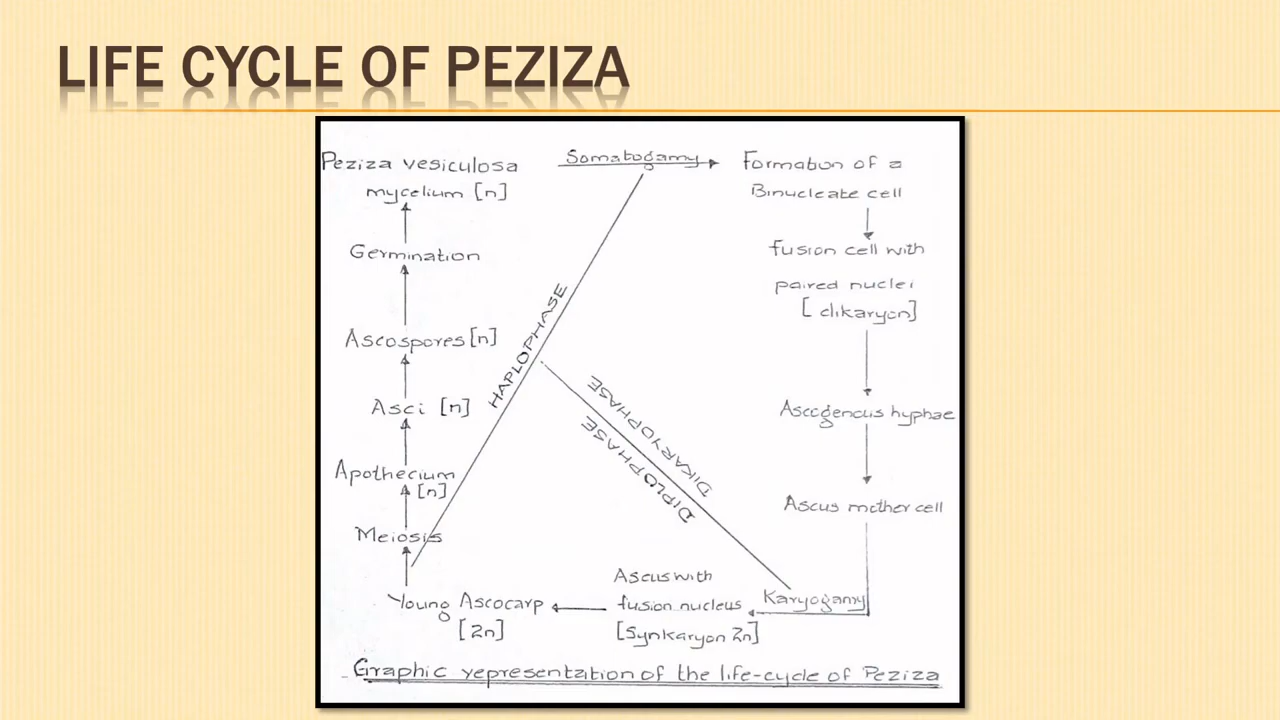 LIFE CYCLE OF PEZIZA
Peziza vesiculosa
mycelium [n]
Somatogamy
Formation of a
Binucleate cell
fusion cell with
paired nuclei
[dikaryon]
Ascogenous hyphae
Ascus mother cell
Karyogamy
Ascus with
fusion nucleus
[Synkaryon 2n]
Young Ascocarp
[2n]
Meiosis
Apothecium
[n]
Asci [n]
Ascospores [n]
Germination
HAPLOPHASE
DIKARYOPHASE
DIPLOPHASE
Graphic yepresentation of the life-cycle of Peziza